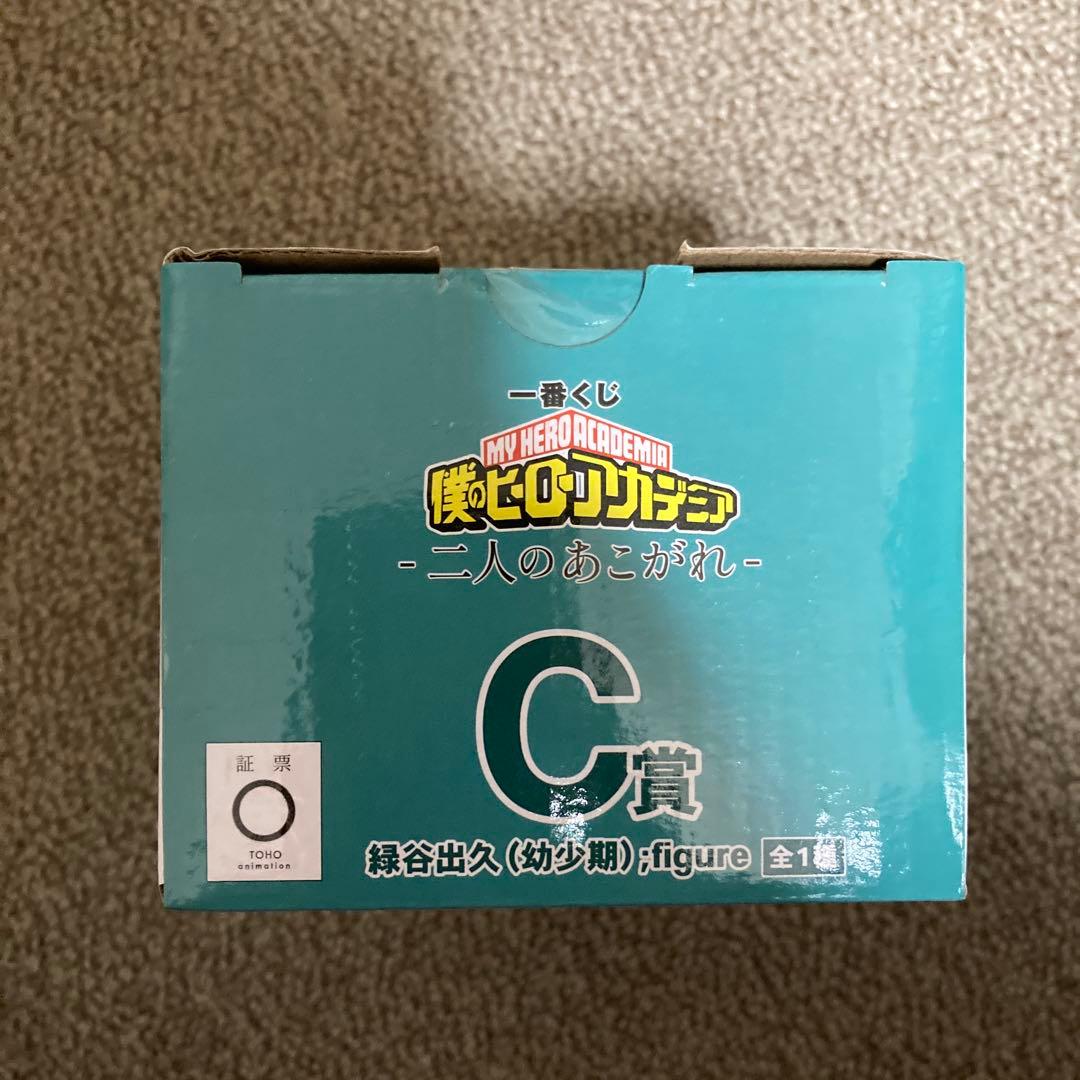 一番くじ
MY HERO ACADEMIA
僕のヒーローアカデミア
-二人のあこがれ-
C賞
緑谷出久(幼少期);figure 全1種
証 票
TOHO
animation